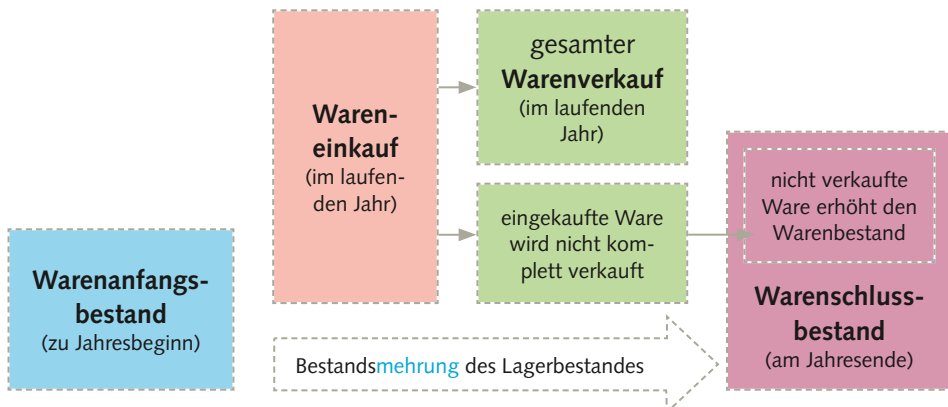 Warenanfangs-
bestand
(zu Jahresbeginn)
Waren-
einkauf
(im laufen-
den Jahr)
gesamter
Warenverkauf
(im laufenden
Jahr)
eingekaufte Ware
wird nicht kom-
plett verkauft
nicht verkaufte
Ware erhöht den
Warenbestand
Warenschluss-
bestand
(am Jahresende)
Bestandsmehrung des Lagerbestandes